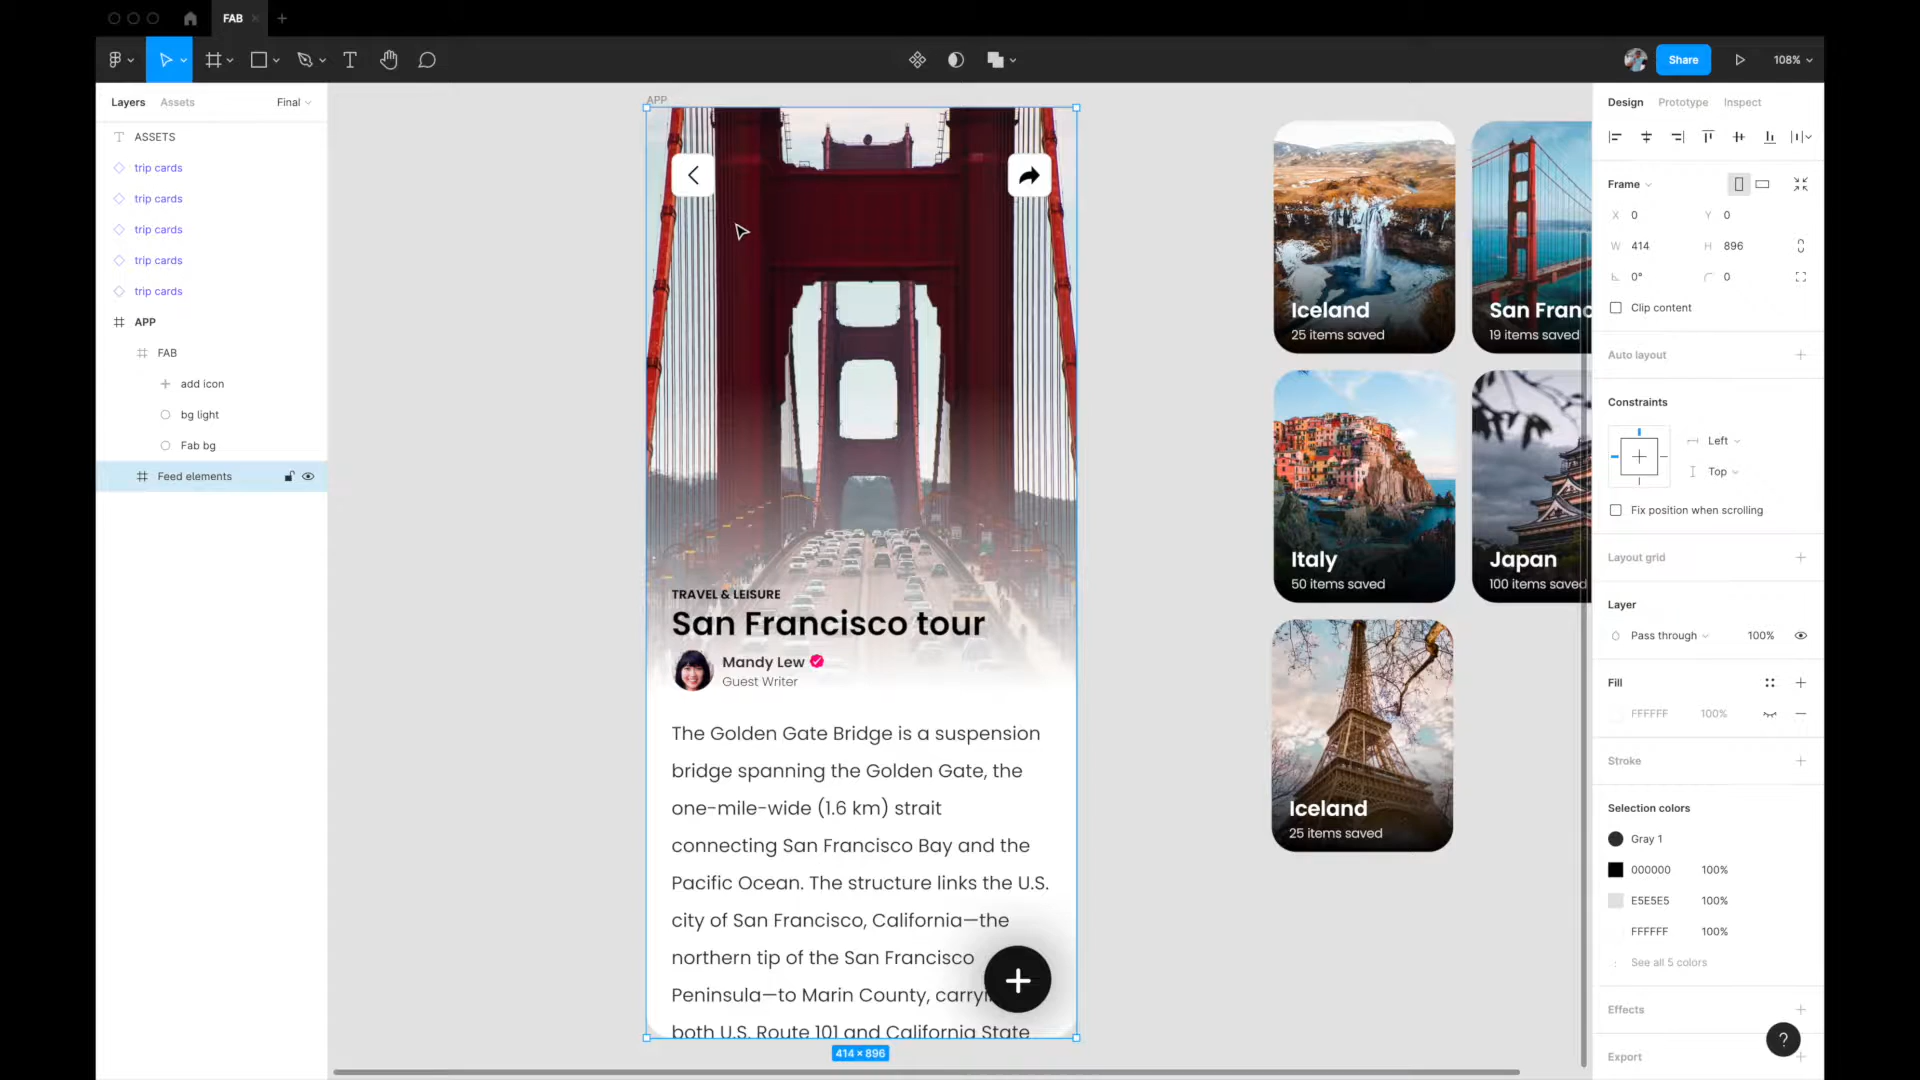 FAB
Share
108%
Layers
Assets
Final
ASSETS
trip cards
trip cards
trip cards
trip cards
trip cards
APP
FAB
add icon
bg light
Fab bg
Feed elements
APP
TRAVEL & LEISURE
San Francisco tour
Mandy Lew
Guest Writer
The Golden Gate Bridge is a suspension
bridge spanning the Golden Gate, the
one-mile-wide (1.6 km) strait
connecting San Francisco Bay and the
Pacific Ocean. The structure links the U.S.
city of San Francisco, California—the
northern tip of the San Francisco
Peninsula—to Marin County, carryi
both U.S. Route 101 and California State
414 × 896
Iceland
25 items saved
San Franc
19 items saved
Italy
50 items saved
Japan
100 items saved
Iceland
25 items saved
Design
Prototype
Inspect
Frame
X 0
Y 0
W 414
H 896
0°
0
Clip content
Auto layout
Constraints
Left
Top
Fix position when scrolling
Layout grid
Layer
Pass through
100%
Fill
FFFFFF 100%
Stroke
Selection colors
Gray 1
000000 100%
E5E5E5 100%
FFFFFF 100%
See all 5 colors
Effects
?
Export